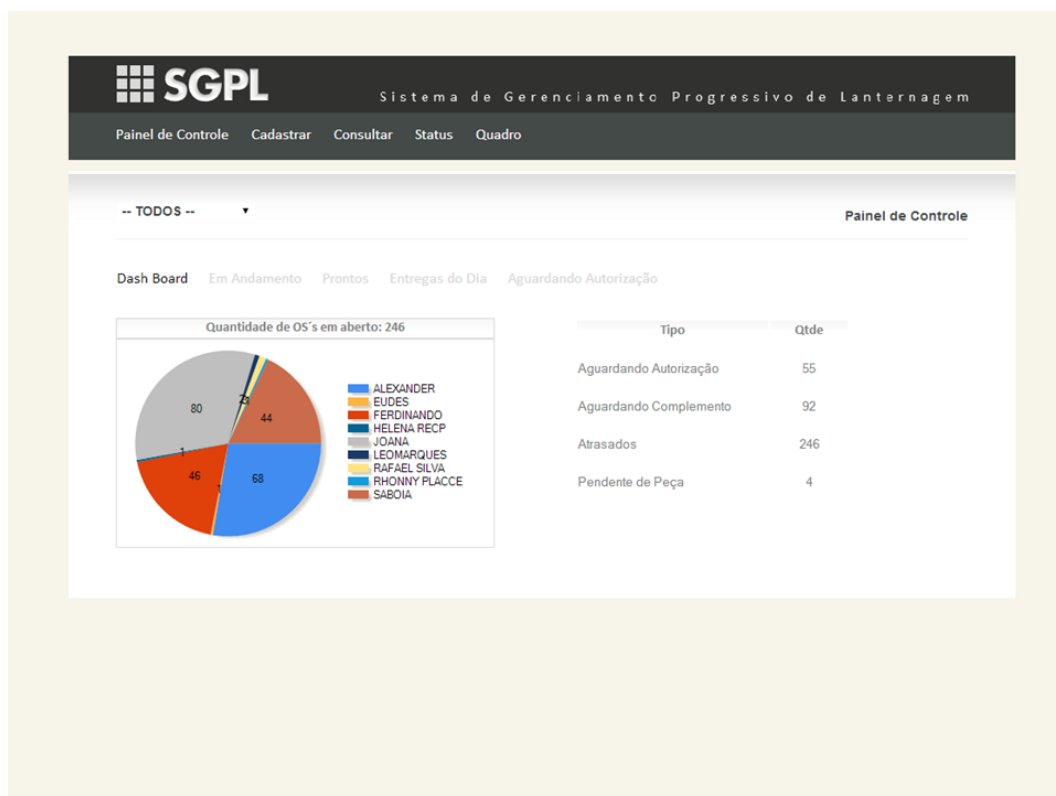 SGPL
Sistema de Gerenciamento Progressivo de Lanternagem
Painel de Controle Cadastrar Consultar Status Quadro
-- TODOS --
Painel de Controle
Dash Board Em Andamento Prontos Entregas do Dia Aguardando Autorização
Quantidade de OS´s em aberto: 246
80
44
1
46
1
68
ALEXANDER
EUDES
FERDINANDO
HELENA RECP
JOANA
LEOMARQUES
RAFAEL SILVA
RHONNY PLACCE
SABOIA
Tipo Qtde
Aguardando Autorização 55
Aguardando Complemento 92
Atrasados 246
Pendente de Peça 4